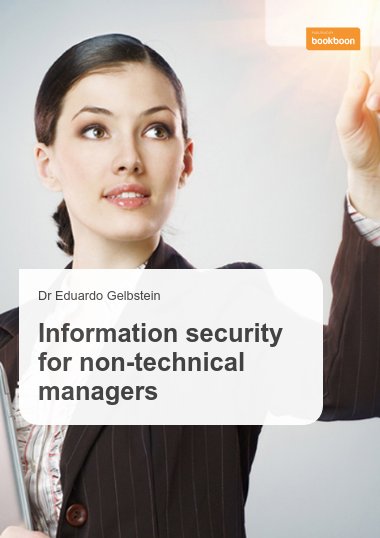 bookboon
Dr Eduardo Gelbstein
Information security
for non-technical
managers